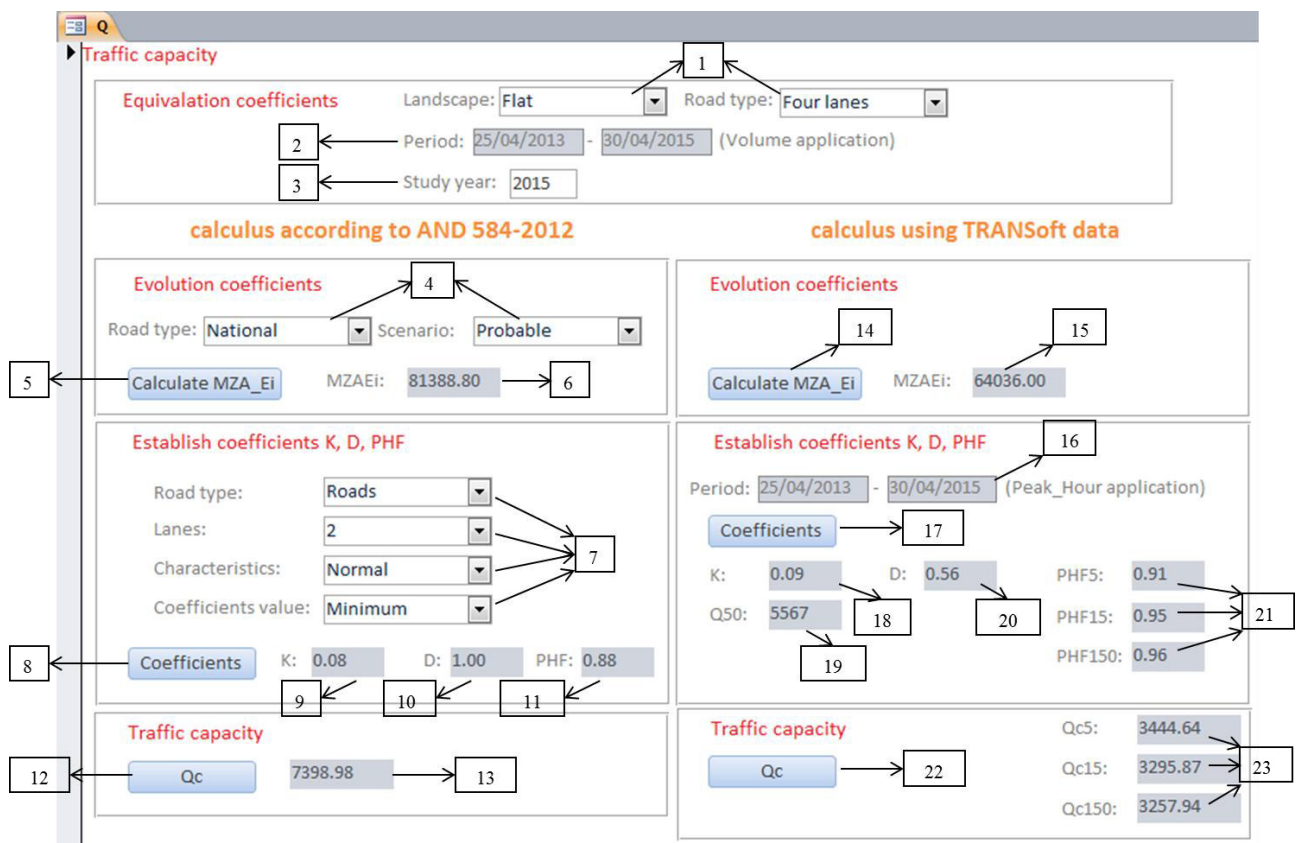 Q
Traffic capacity
1
Equivalation coefficients Landscape: Flat Road type: Four lanes
2 Period: 25/04/2013 - 30/04/2015 (Volume application)
3 Study year: 2015
calculus according to AND 584-2012
Evolution coefficients
4
Road type: National Scenario: Probable
5 Calculate MZA_Ei MZAEi: 81388.80 6
Establish coefficients K, D, PHF
Road type: Roads
Lanes: 2
7
Characteristics: Normal
Coefficients value: Minimum
8 Coefficients K: 0.08 D: 1.00 PHF: 0.88
9 10 11
Traffic capacity
12 Qc 7398.98 13
calculus using TRANSoft data
Evolution coefficients
14 15
Calculate MZA_Ei MZAEi: 64036.00
Establish coefficients K, D, PHF
16
Period: 25/04/2013 - 30/04/2015 (Peak_Hour application)
Coefficients 17
K: 0.09 D: 0.56 PHF5: 0.91
Q50: 5567 18 20 PHF15: 0.95 21
19 PHF150: 0.96
Traffic capacity Qc5: 3444.64
Qc 22 Qc15: 3295.87 23
Qc150: 3257.94